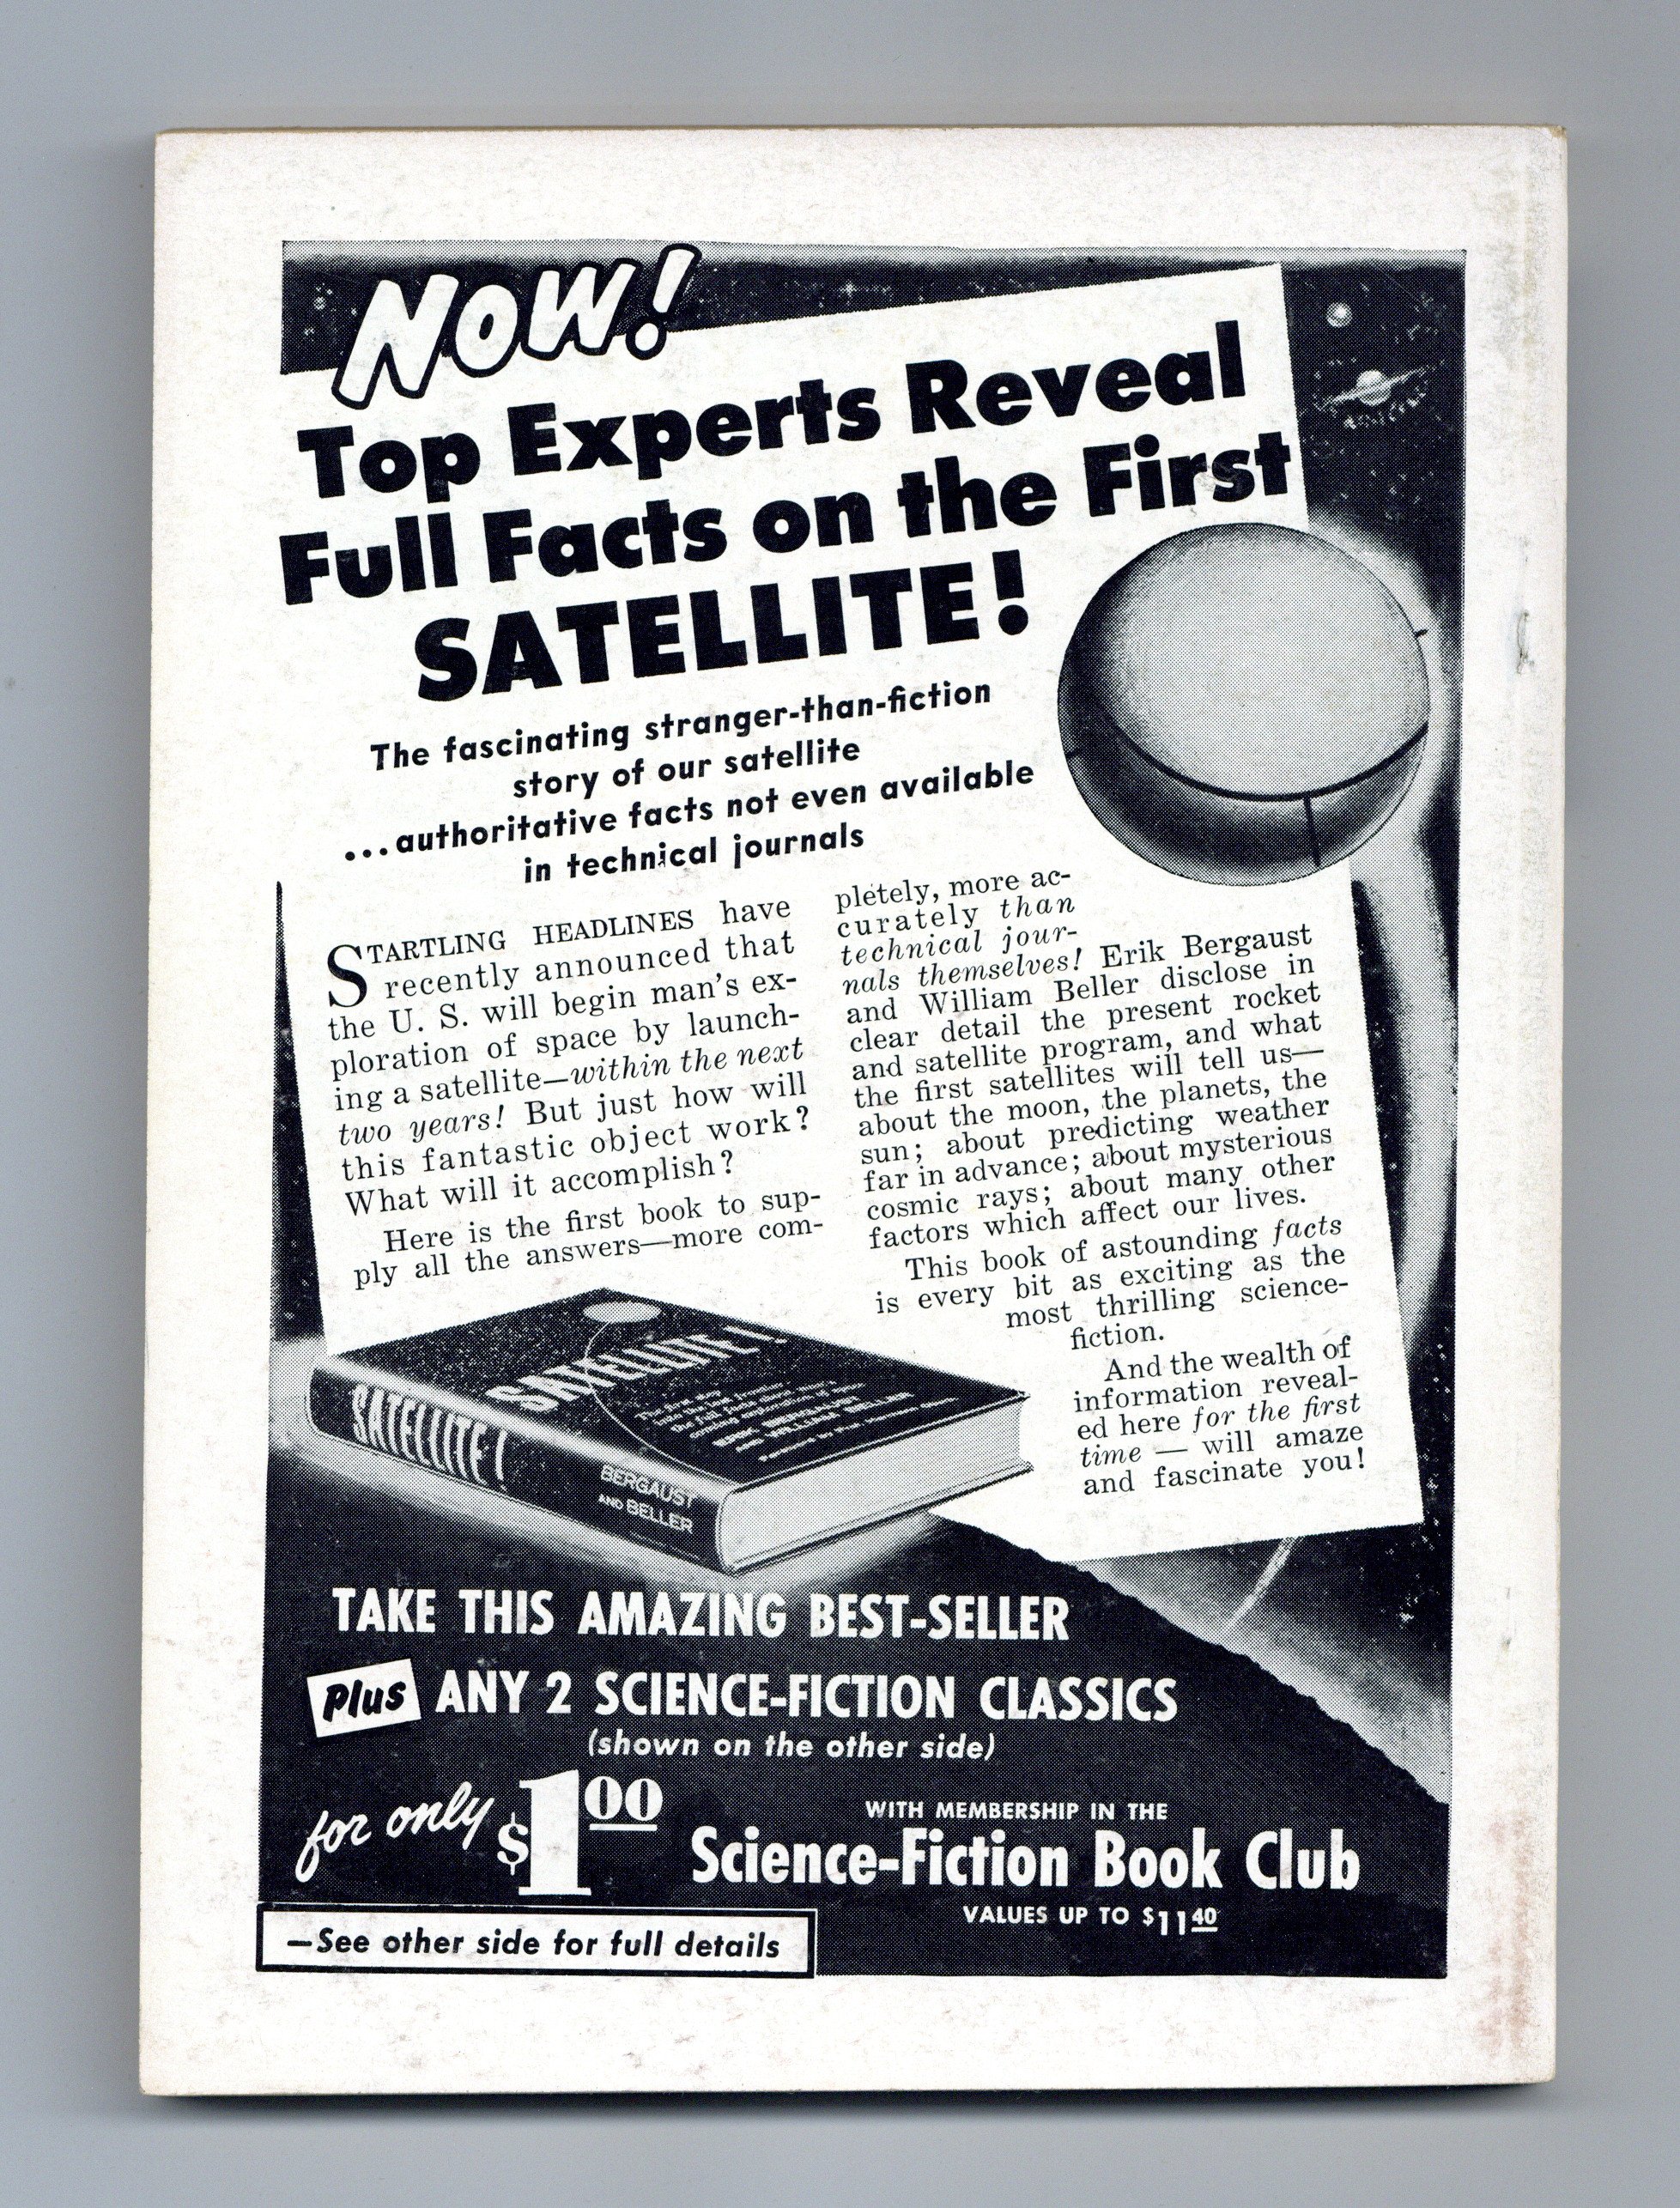 NOW!
Top Experts Reveal
Full Facts on the First
SATELLITE!
The fascinating stranger-than-fiction
story of our satellite
...authoritative facts not even available
in technical journals
STARTLING HEADLINES have
recently announced that
the U. S. will begin man's ex-
ploration of space by launch-
ing a satellite—within the next
two years! But just how will
this fantastic object work?
What will it accomplish?
Here is the first book to sup-
ply all the answers—more com-
pletely, more ac-
curately than
technical jour-
nals themselves! Erik Bergaust
and William Beller disclose in
clear detail the present rocket
and satellite program, and what
the first satellites will tell us—
about the moon, the planets, the
sun; about predicting weather
far in advance; about mysterious
cosmic rays; about many other
factors which affect our lives.
This book of astounding facts
is every bit as exciting as the
most thrilling science-
fiction.
And the wealth of
information reveal-
ed here for the first
time — will amaze
and fascinate you!
SATELLITE!
SATELLITE!
BERGAUST
AND BELLER
TAKE THIS AMAZING BEST-SELLER
Plus ANY 2 SCIENCE-FICTION CLASSICS
(shown on the other side)
for only $1.00
WITH MEMBERSHIP IN THE
Science-Fiction Book Club
VALUES UP TO $11.40
—See other side for full details